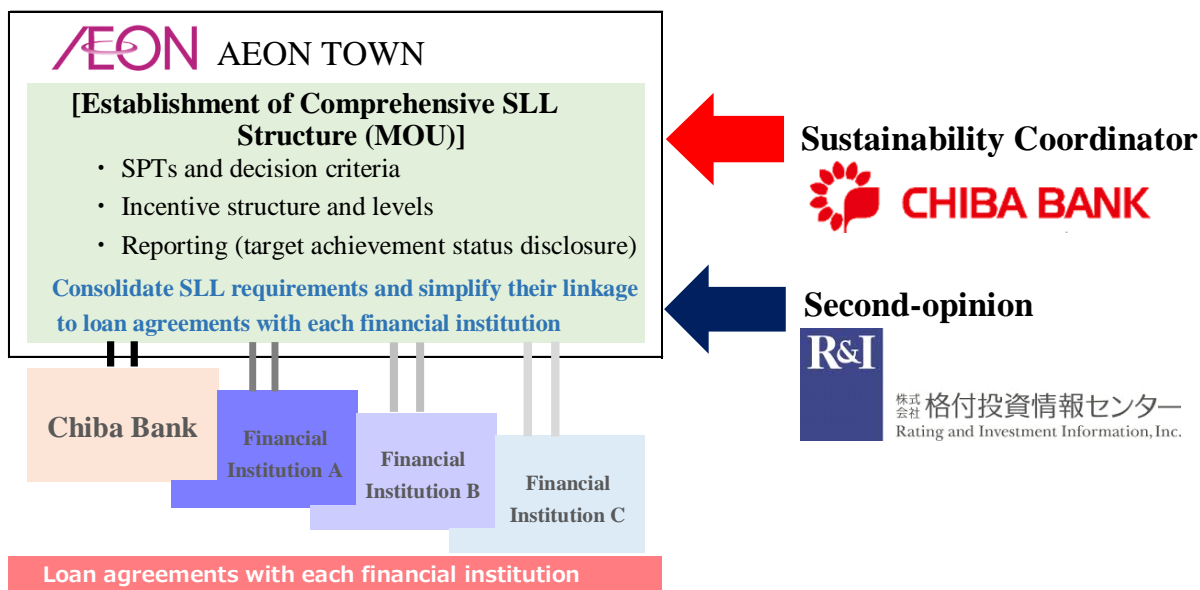 ÆON AEON TOWN
[Establishment of Comprehensive SLL
Structure (MOU)]
・ SPTs and decision criteria
・ Incentive structure and levels
・ Reporting (target achievement status disclosure)
Consolidate SLL requirements and simplify their linkage
to loan agreements with each financial institution
Sustainability Coordinator
CHIBA BANK
Second-opinion
R&I
株式会社 格付投資情報センター
Rating and Investment Information, Inc.
Chiba Bank
Financial
Institution A
Financial
Institution B
Financial
Institution C
Loan agreements with each financial institution